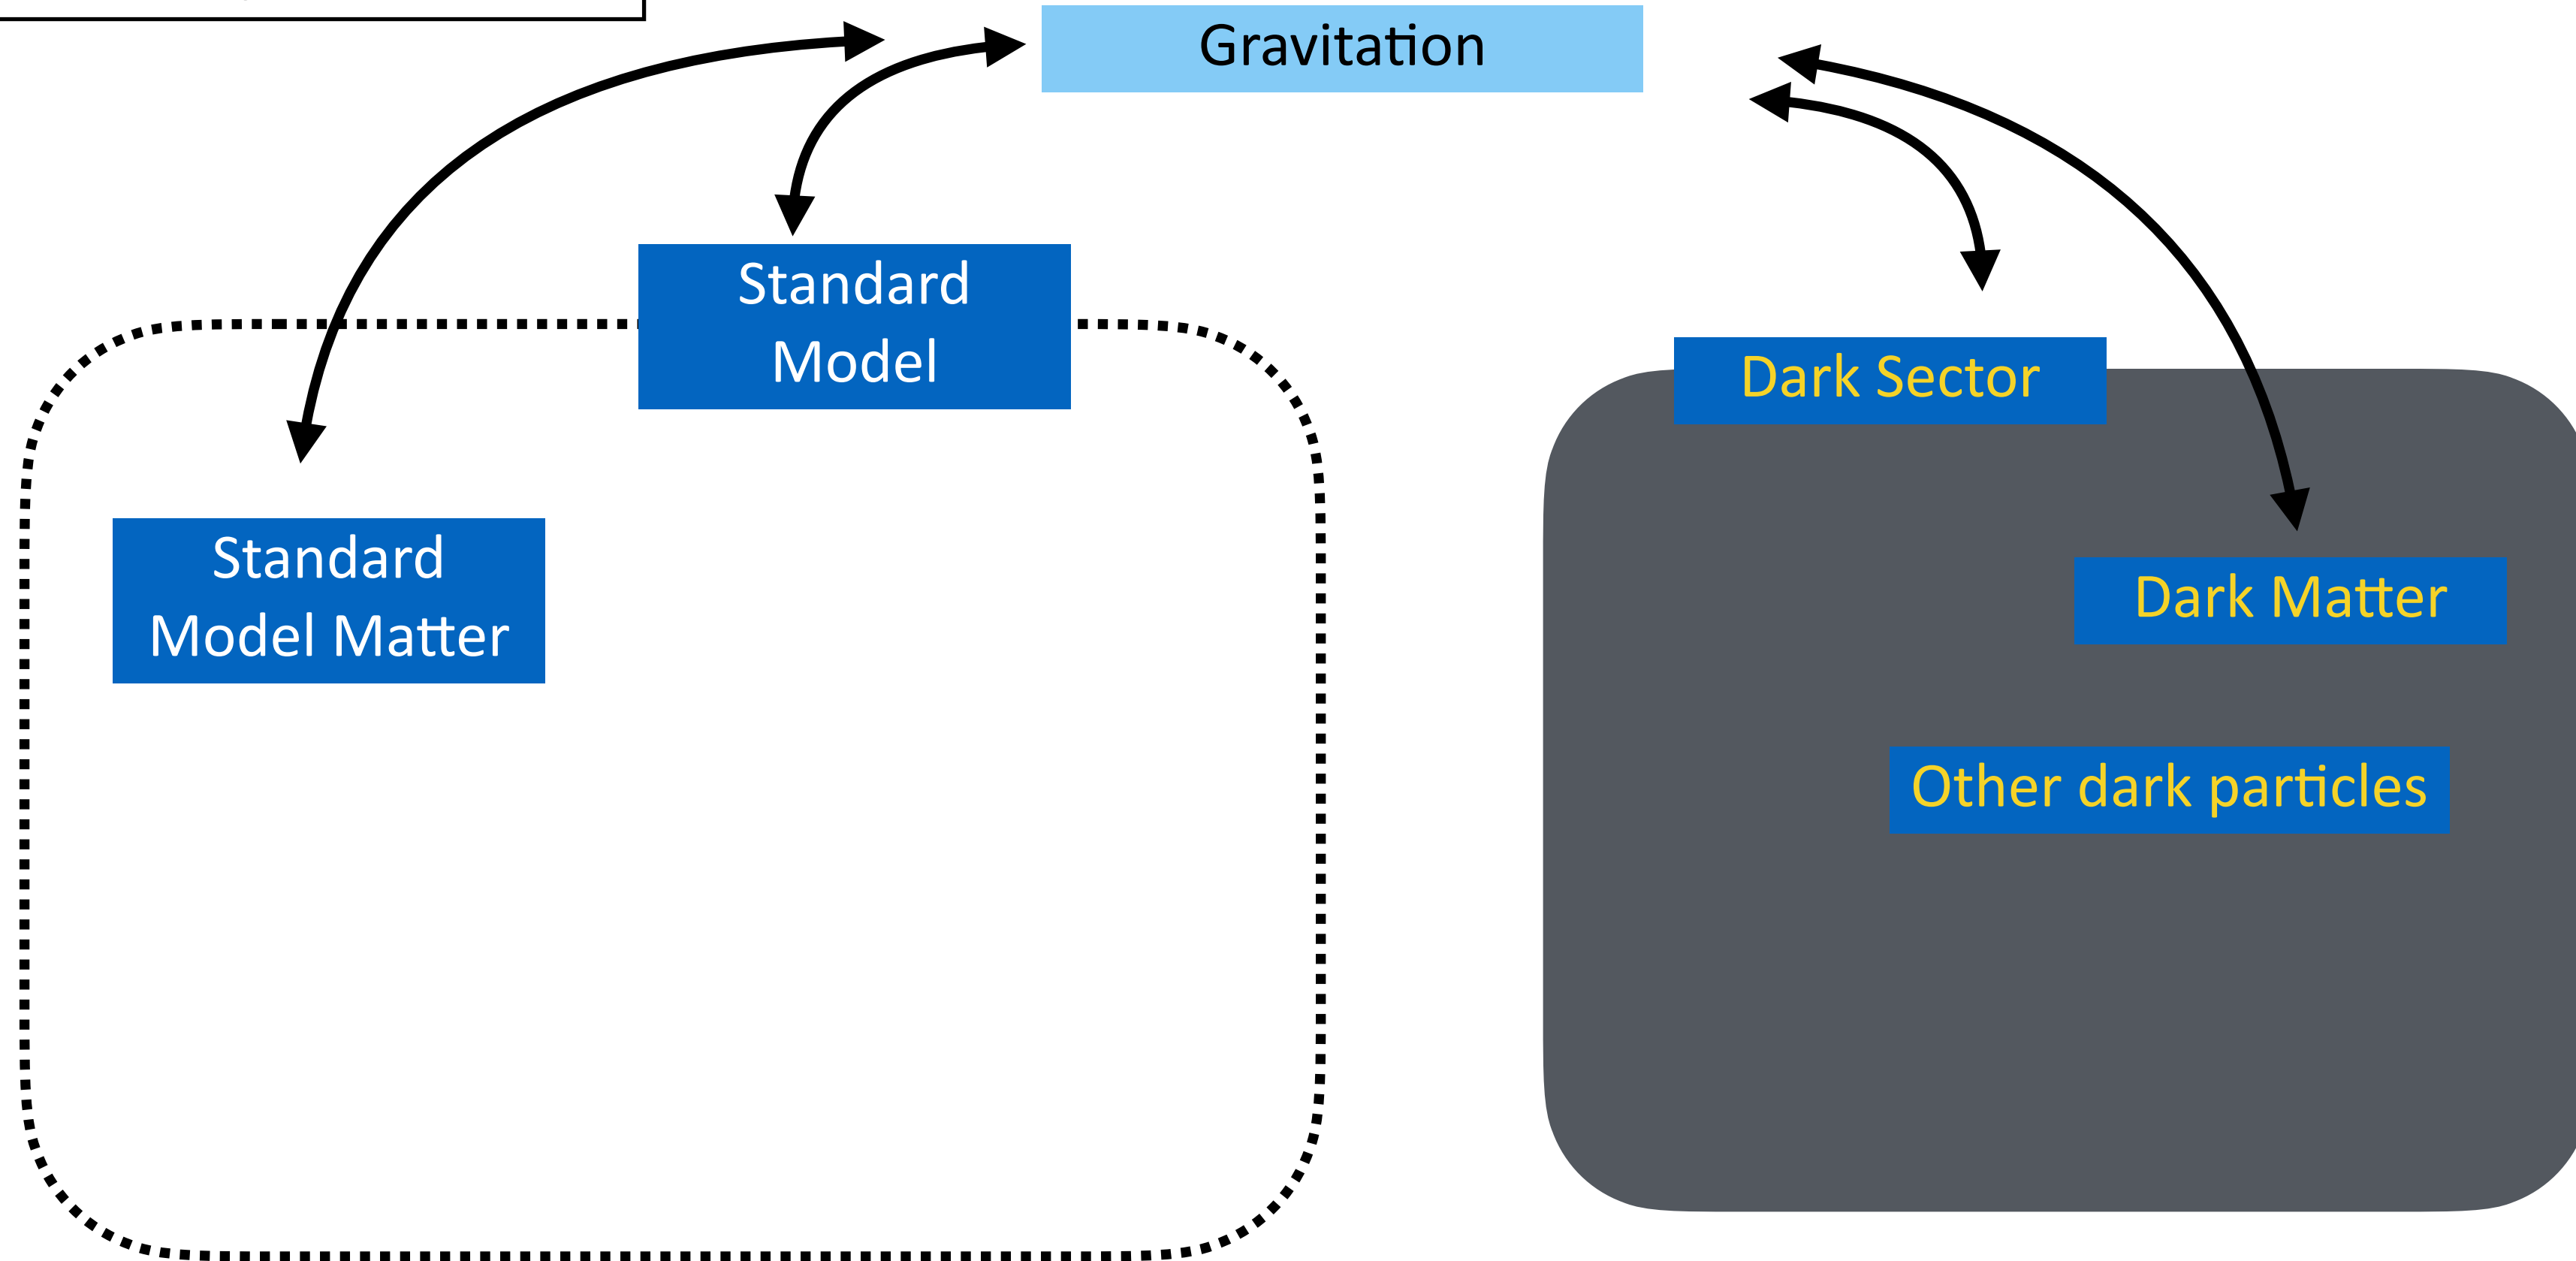 Gravitation
Standard
Model
Dark Sector
Standard
Model Matter
Dark Matter
Other dark particles